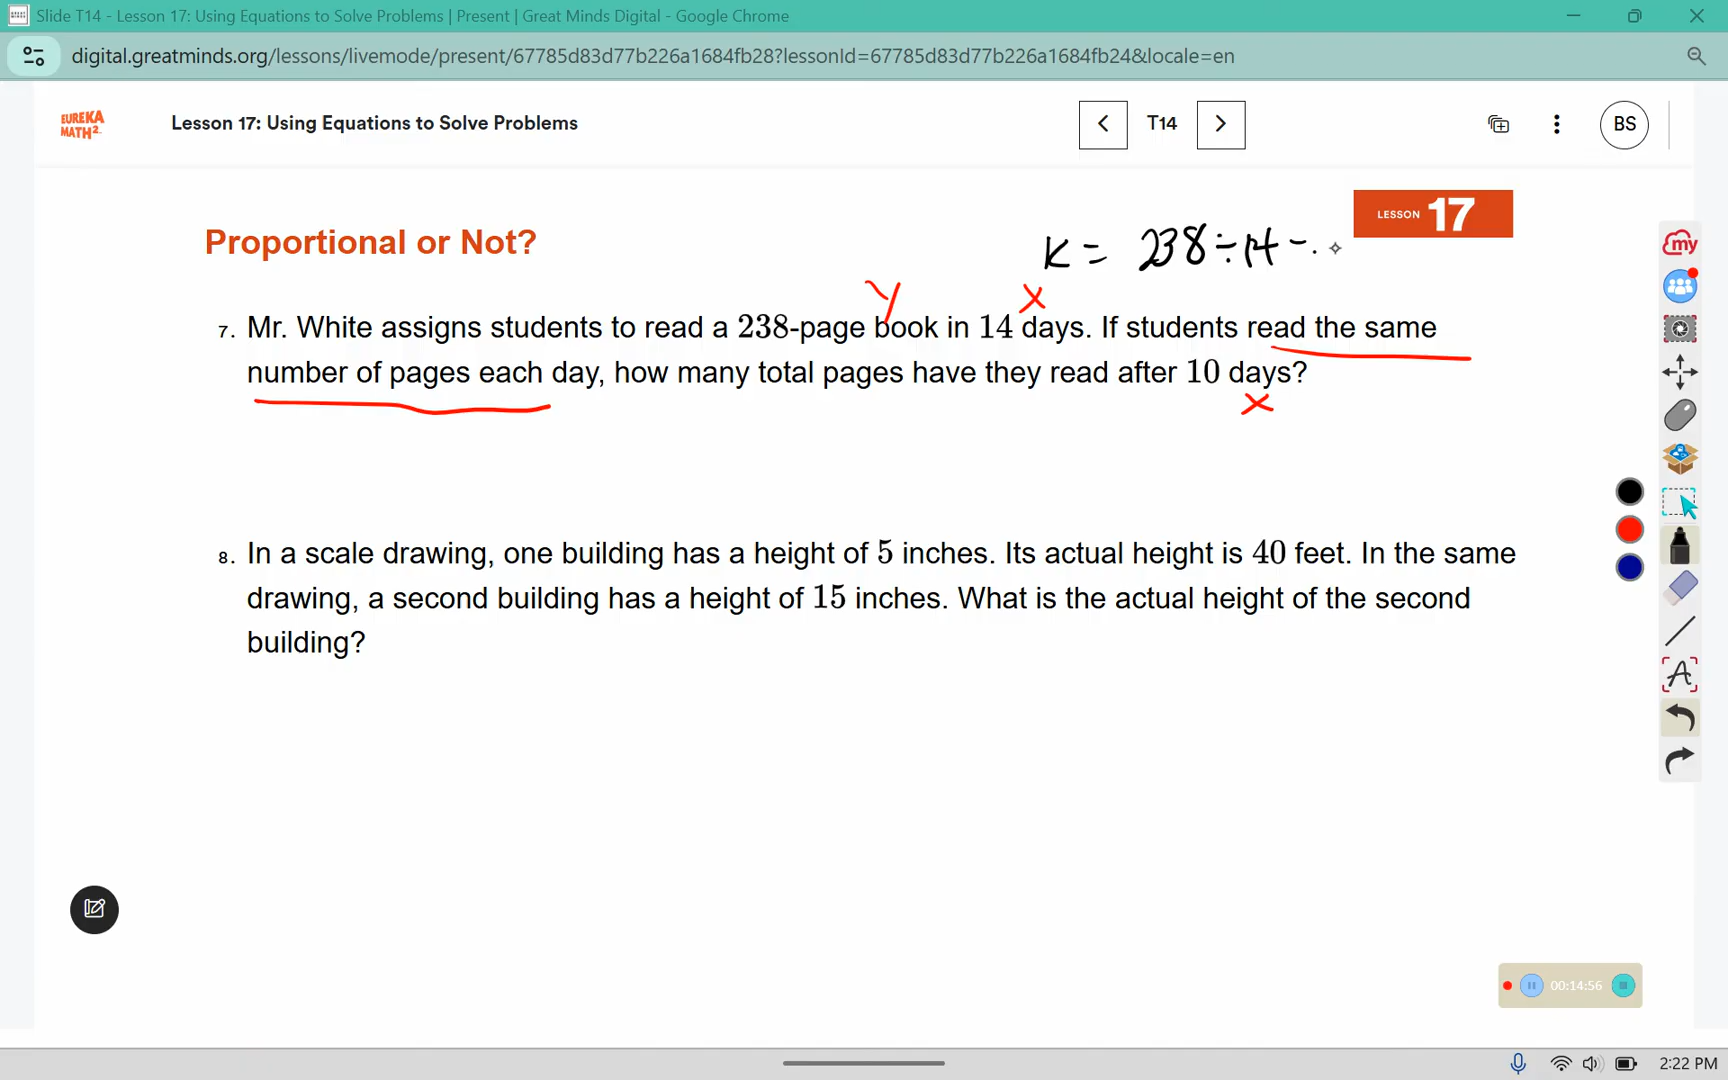 Slide T14 - Lesson 17: Using Equations to Solve Problems | Present | Great Minds Digital - Google Chrome
digital.greatminds.org/lessons/livemode/present/67785d83d77b226a1684fb28?lessonId=67785d83d77b226a1684fb24&locale=en
EUREKA MATH²
Lesson 17: Using Equations to Solve Problems
T14
BS
LESSON 17
Proportional or Not?
K = 238÷14 -
y x
7. Mr. White assigns students to read a 238-page book in 14 days. If students read the same
number of pages each day, how many total pages have they read after 10 days?
x
8. In a scale drawing, one building has a height of 5 inches. Its actual height is 40 feet. In the same
drawing, a second building has a height of 15 inches. What is the actual height of the second
building?
my
A
00:14:56
2:22 PM